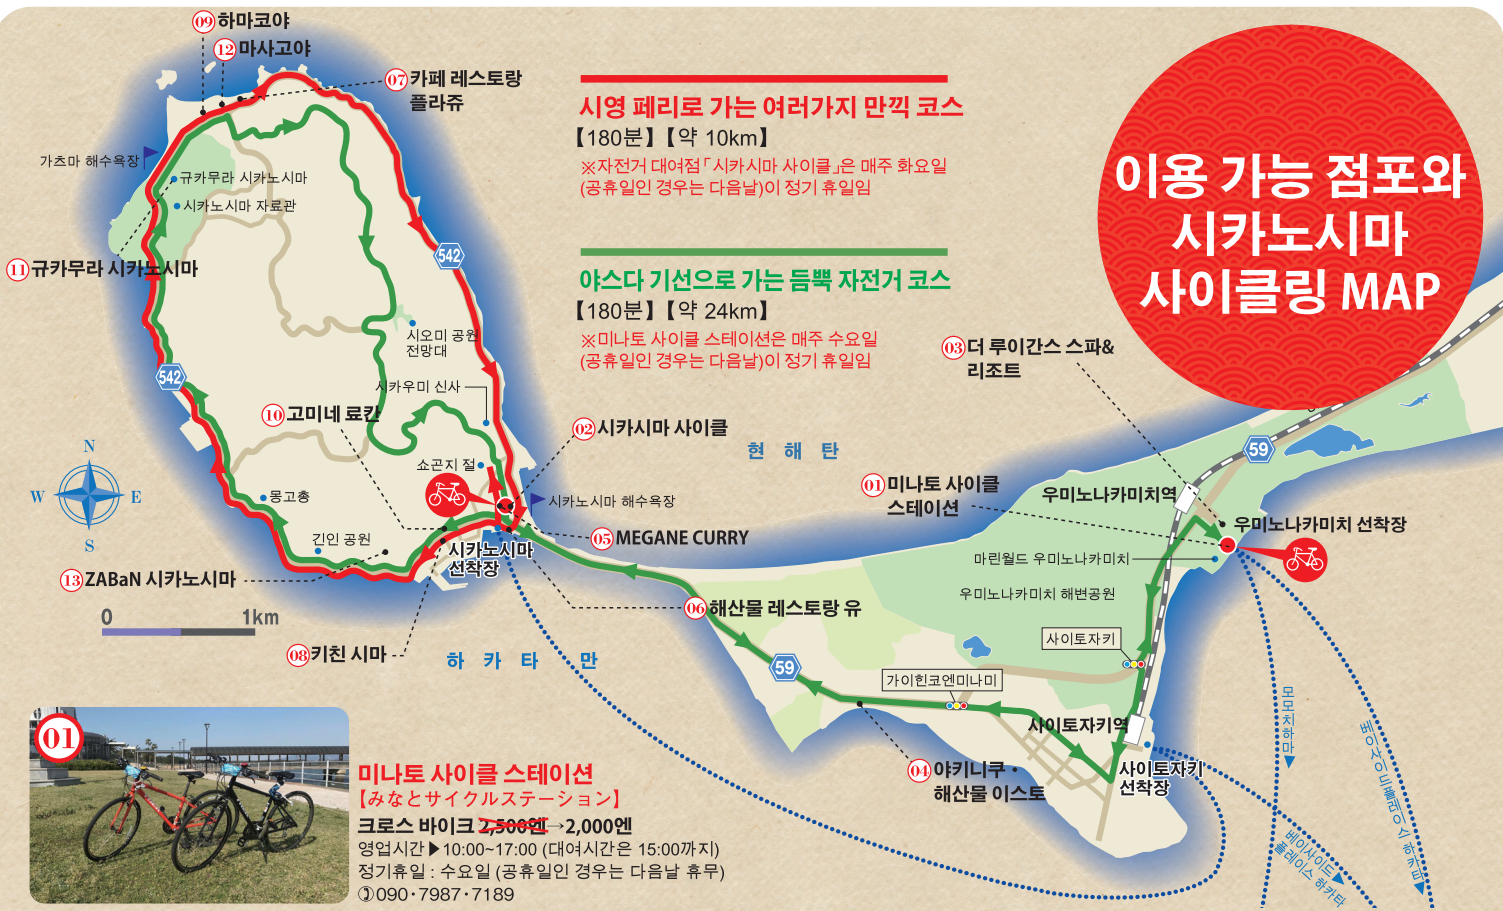 09 하마코야
12 마사고야
07 카페 레스토랑
플라쥬
가츠마 해수욕장
규카무라 시카노시마
시카노시마 자료관
11 규카무라 시카노시마
542
542
시오미 공원
전망대
시카우미 신사
10 고미네 료칸
쇼곤지 절
몽고총
긴인 공원
13 ZABaN 시카노시마
0 1km
N
W E
S
08 키친 시마
시카노시마
선착장
02 시카시마 사이클
시카노시마 해수욕장
05 MEGANE CURRY
06 해산물 레스토랑 유
현 해 탄
하 카 타 만
시영 페리로 가는 여러가지 만끽 코스
【180분】【약 10km】
※자전거 대여점「시카시마 사이클」은 매주 화요일
(공휴일인 경우는 다음날)이 정기 휴일임
야스다 기선으로 가는 듬뿍 자전거 코스
【180분】【약 24km】
※미나토 사이클 스테이션은 매주 수요일
(공휴일인 경우는 다음날)이 정기 휴일임
이용 가능 점포와
시카노시마
사이클링 MAP
03 더 루이간스 스파&
리조트
01 미나토 사이클
스테이션
59
우미노나카미치역
우미노나카미치 선착장
마린월드 우미노나카미치
우미노나카미치 해변공원
사이토자키
59
가이힌코엔미나미
사이토자키역
사이토자키
선착장
04 야키니쿠・
해산물 이스토
모모치하마
베이사이드플레이스 하카타
베이사이드
플레이스 하카타
01
미나토 사이클 스테이션
【みなとサイクルステーション】
크로스 바이크 2,500엔→2,000엔
영업시간▶10:00~17:00 (대여시간은 15:00까지)
정기휴일 : 수요일 (공휴일인 경우는 다음날 휴무)
090・7987・7189